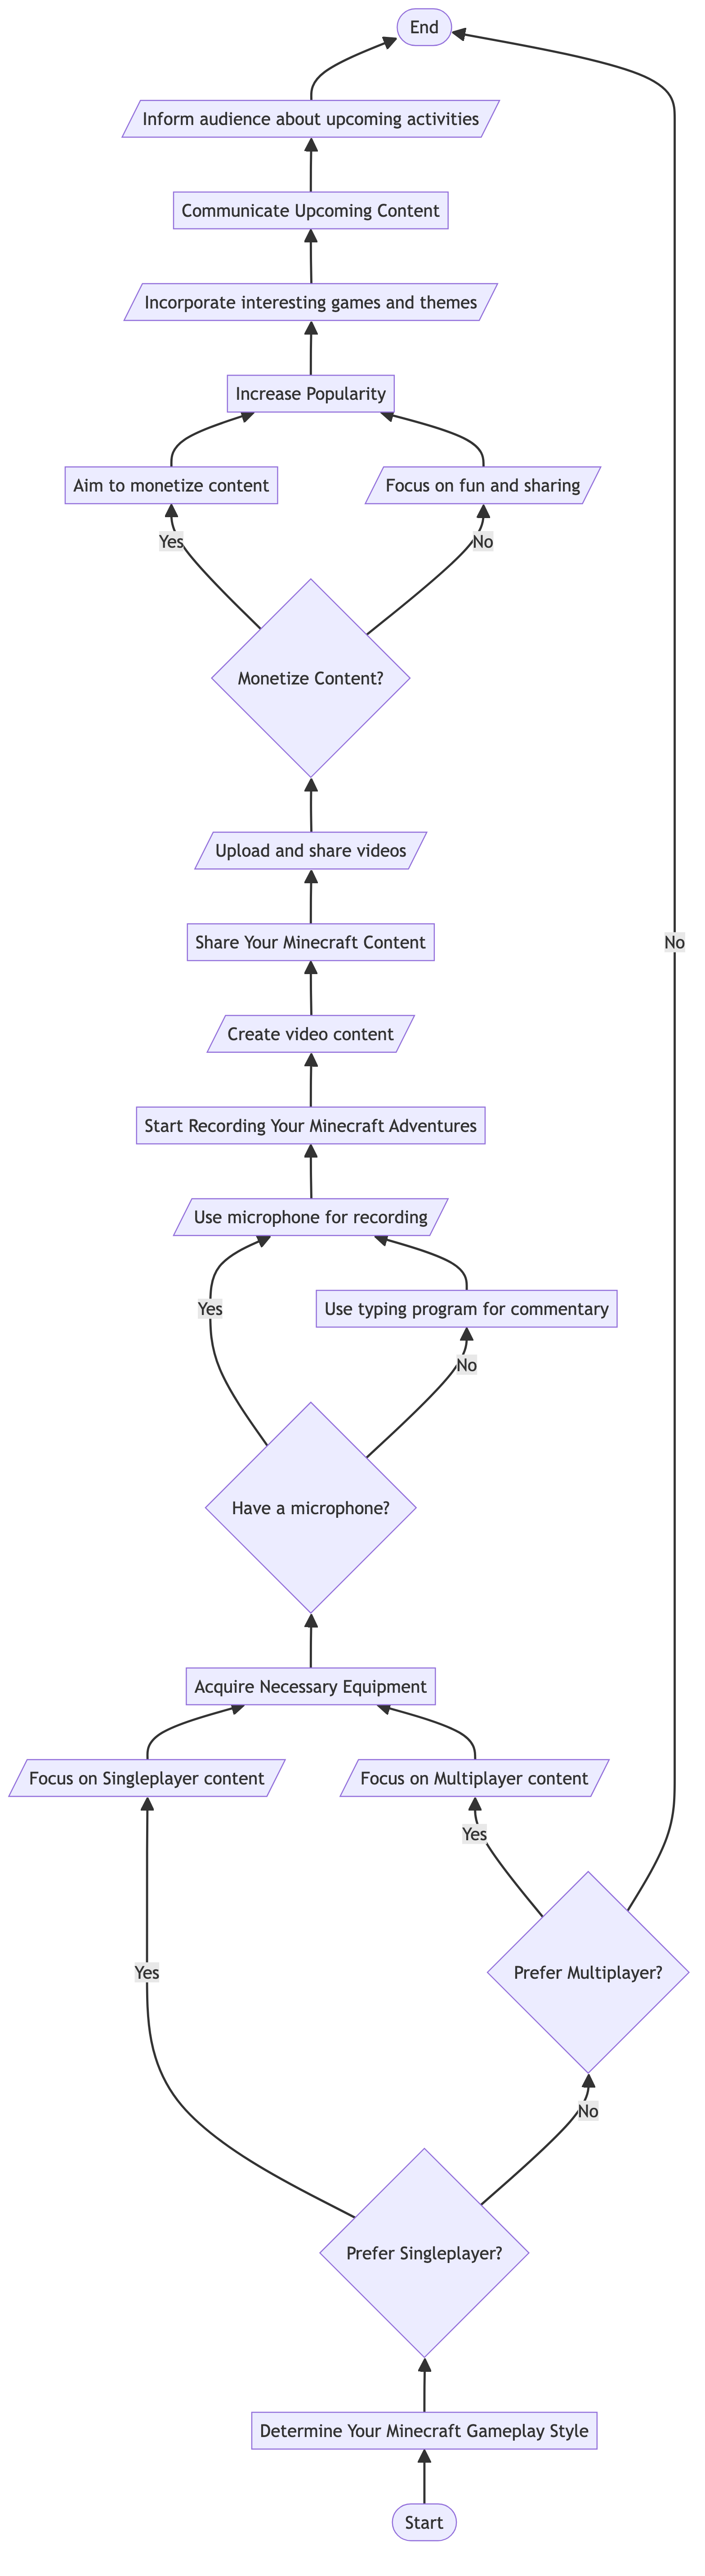 End
Inform audience about upcoming activities
Communicate Upcoming Content
Incorporate interesting games and themes
Increase Popularity
Aim to monetize content
Focus on fun and sharing
Yes
No
Monetize Content?
Upload and share videos
Share Your Minecraft Content
No
Create video content
Start Recording Your Minecraft Adventures
Use microphone for recording
Yes
Use typing program for commentary
No
Have a microphone?
Acquire Necessary Equipment
Focus on Singleplayer content
Focus on Multiplayer content
Yes
Yes
Prefer Multiplayer?
No
Prefer Singleplayer?
Determine Your Minecraft Gameplay Style
Start